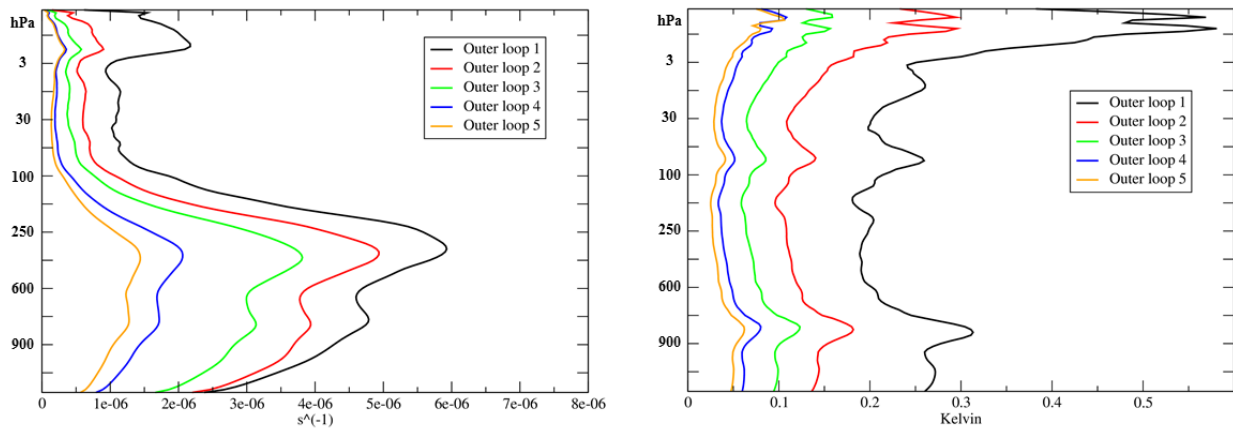 hPa
3
30
100
250
600
900
0 1e-06 2e-06 3e-06 4e-06 5e-06 6e-06 7e-06 8e-06
s^(-1)
Outer loop 1
Outer loop 2
Outer loop 3
Outer loop 4
Outer loop 5
hPa
3
30
100
250
600
900
0 0.1 0.2 0.3 0.4 0.5
Kelvin
Outer loop 1
Outer loop 2
Outer loop 3
Outer loop 4
Outer loop 5